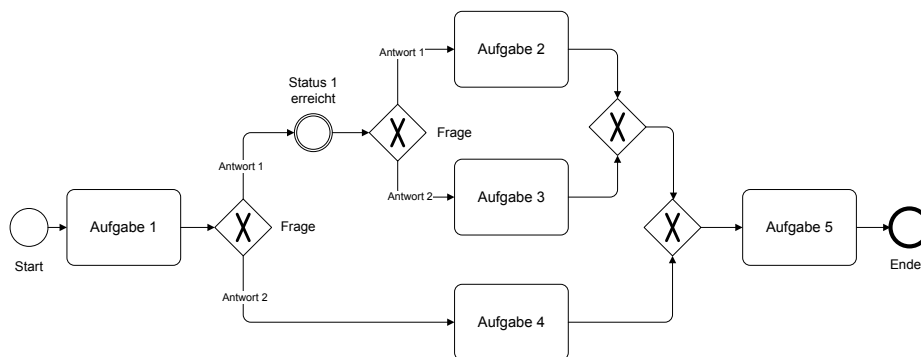 Aufgabe 2
Antwort 1
Status 1
erreicht
Frage
Antwort 1
Antwort 2
Aufgabe 3
Aufgabe 1
Frage
Aufgabe 5
Start
Ende
Antwort 2
Aufgabe 4